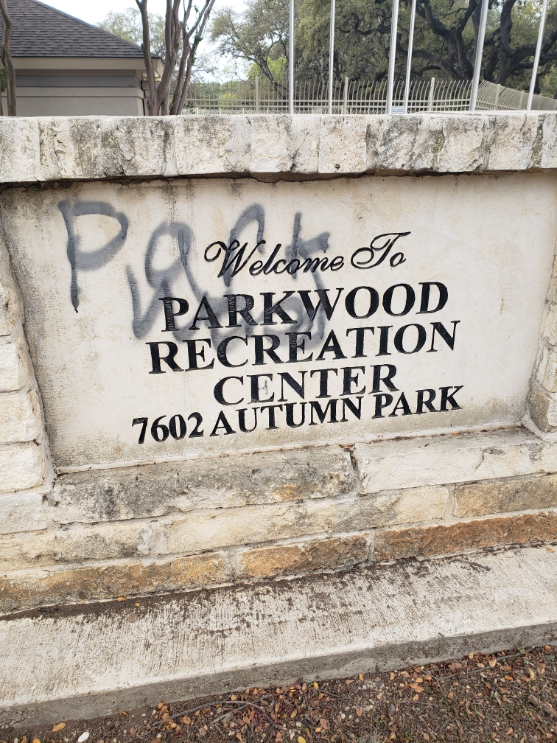 Welcome To
PARKWOOD
RECREATION
CENTER
7602 AUTUMN PARK